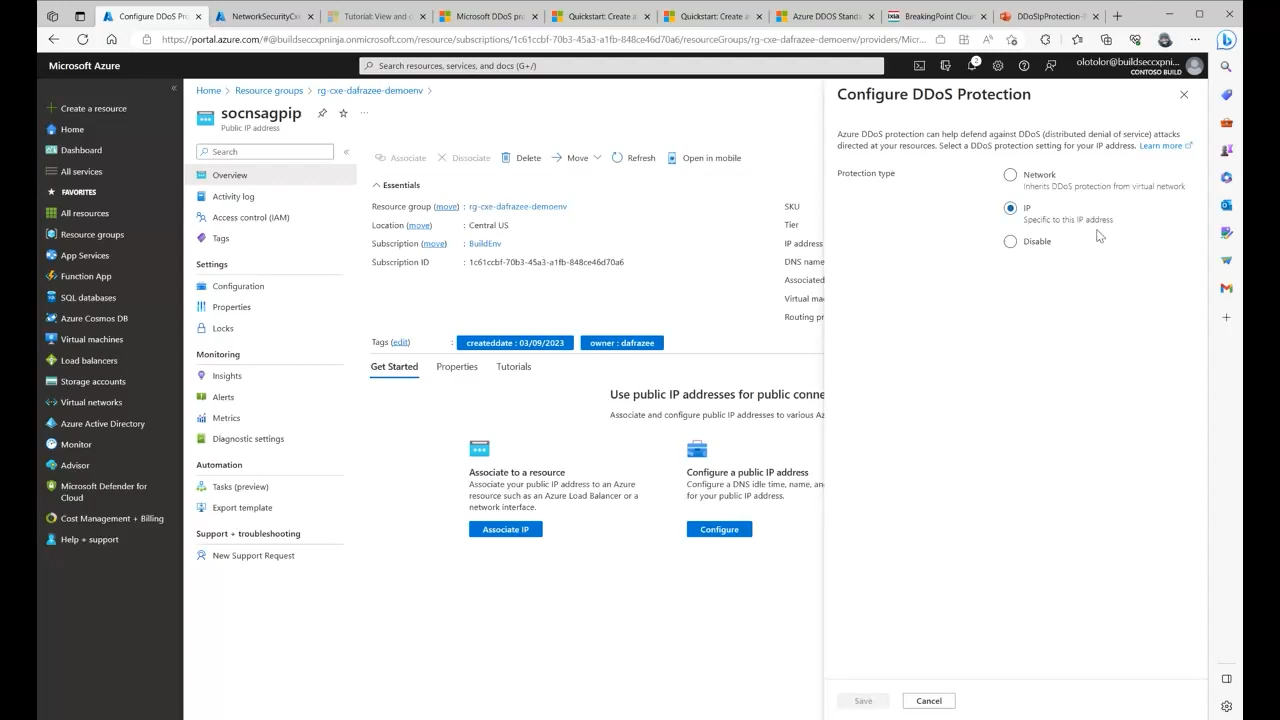 Configure DDoS Pro
NetworkSecurityCxe
Tutorial: View and c
Microsoft DDoS pro
Quickstart: Create a
Quickstart: Create a
Azure DDOS Standa
ixia
BreakingPoint Cloud
DDoSIpProtection-
https://portal.azure.com/#@buildseccxpninja.onmicrosoft.com/resource/subscriptions/1c61ccbf-70b3-45a3-a1fb-848ce46d70a6/resourceGroups/rg-cxe-dafrazee-demoenv/providers/Micr...
Microsoft Azure
Search resources, services, and docs (G+/)
2
olotolor@buildseccxpni...
CONTOSO BUILD
Create a resource
Home
Dashboard
All services
FAVORITES
All resources
Resource groups
App Services
Function App
SQL databases
Azure Cosmos DB
Virtual machines
Load balancers
Storage accounts
Virtual networks
Azure Active Directory
Monitor
Advisor
Microsoft Defender for
Cloud
Cost Management + Billing
Help + support
Home > Resource groups > rg-cxe-dafrazee-demoenv >
socnsagpip
Public IP address
Search
Overview
Activity log
Access control (IAM)
Tags
Settings
Configuration
Properties
Locks
Monitoring
Insights
Alerts
Metrics
Diagnostic settings
Automation
Tasks (preview)
Export template
Support + troubleshooting
New Support Request
Associate
Dissociate
Delete
Move
Refresh
Open in mobile
Essentials
Resource group (move) : rg-cxe-dafrazee-demoenv
Location (move) : Central US
Subscription (move) : BuildEnv
Subscription ID : 1c61ccbf-70b3-45a3-a1fb-848ce46d70a6
SKU
Tier
IP address
DNS name
Associated
Virtual ma
Routing pr
Tags (edit) : createddate : 03/09/2023 owner : dafrazee
Get Started
Properties
Tutorials
Use public IP addresses for public conne
Associate and configure public IP addresses to various Az
Associate to a resource
Associate your public IP address to an Azure
resource such as an Azure Load Balancer or a
network interface.
Associate IP
Configure a public IP address
Configure a DNS idle time, name, and
for your public IP address.
Configure
Configure DDoS Protection
Azure DDoS protection can help defend against DDoS (distributed denial of service) attacks
directed at your resources. Select a DDoS protection setting for your IP address. Learn more
Protection type
Network
Inherits DDoS protection from virtual network
IP
Specific to this IP address
Disable
Save
Cancel